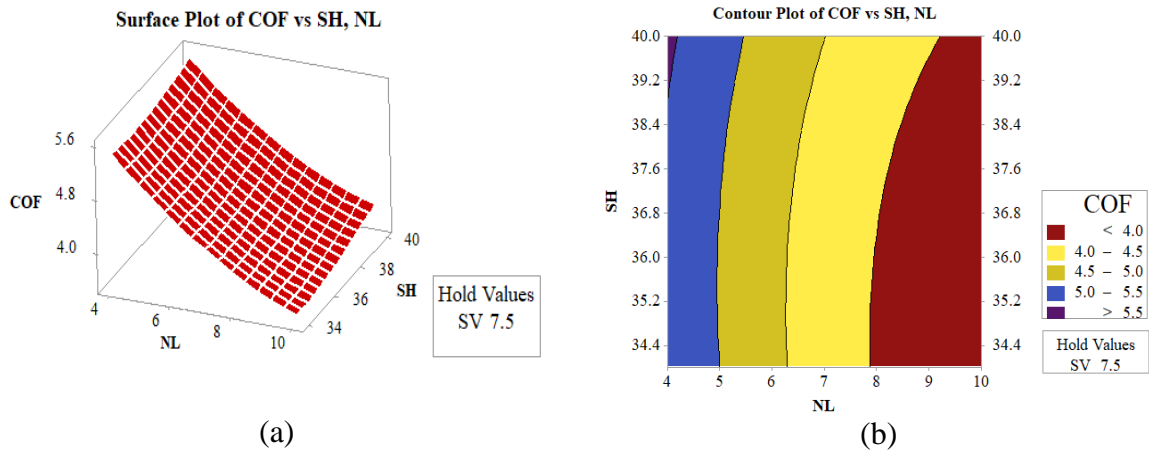 Surface Plot of COF vs SH, NL
5.6
4.8
4.0
COF
4
6
8
10
NL
34
36
38
40
SH
Hold Values
SV 7.5
(a)
Contour Plot of COF vs SH, NL
40.0
39.2
38.4
37.6
36.8
36.0
35.2
34.4
SH
40.0
39.2
38.4
37.6
36.8
36.0
35.2
34.4
4 5 6 7 8 9 10
NL
COF
< 4.0
4.0 – 4.5
4.5 – 5.0
5.0 – 5.5
> 5.5
Hold Values
SV 7.5
(b)